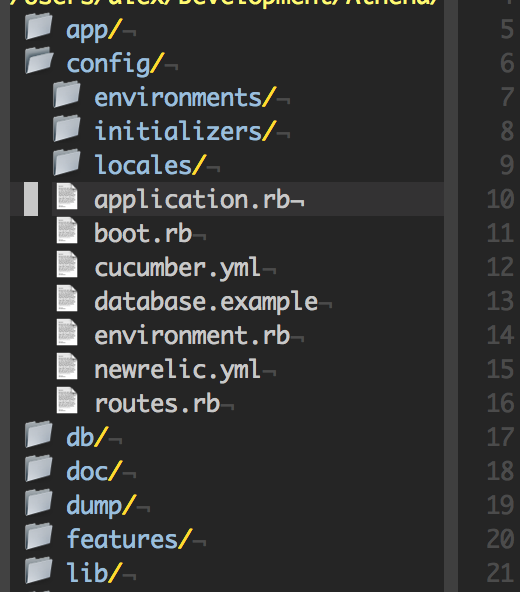 /Users/alex/Development/Athena/
app/¬ 5
config/¬ 6
environments/¬ 7
initializers/¬ 8
locales/¬ 9
application.rb¬ 10
boot.rb¬ 11
cucumber.yml¬ 12
database.example¬ 13
environment.rb¬ 14
newrelic.yml¬ 15
routes.rb¬ 16
db/¬ 17
doc/¬ 18
dump/¬ 19
features/¬ 20
lib/¬ 21